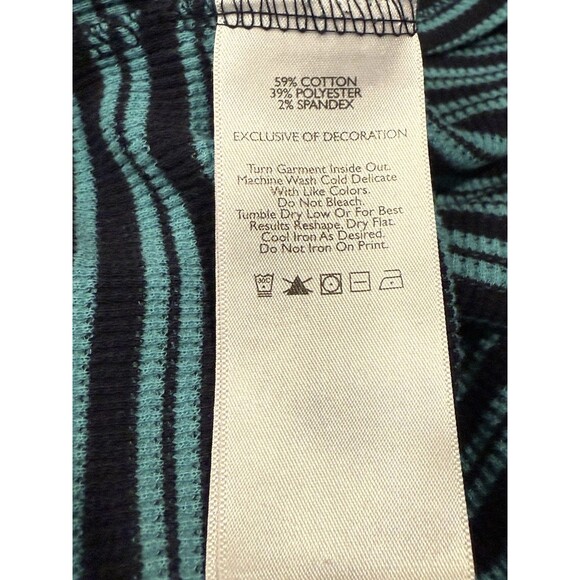 59% COTTON
39% POLYESTER
2% SPANDEX
EXCLUSIVE OF DECORATION
Turn Garment Inside Out.
Machine Wash Cold Delicate
With Like Colors.
Do Not Bleach.
Tumble Dry Low Or For Best
Results Reshape, Dry Flat.
Cool Iron As Desired.
Do Not Iron On Print.